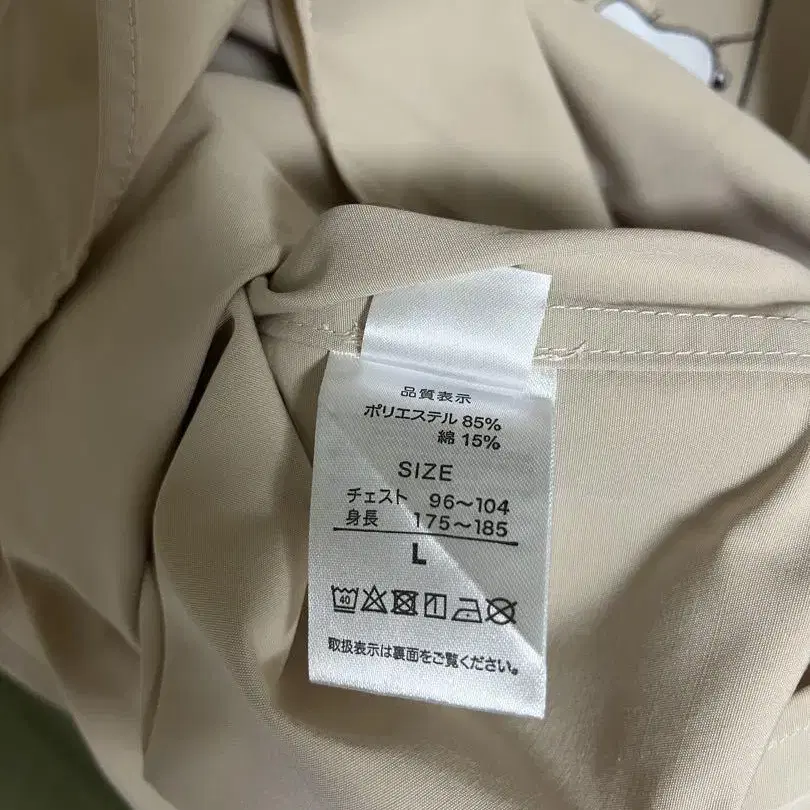 品質表示
ポリエステル 85%
綿 15%
SIZE
チェスト 96～104
身長 175～185
L
40
取扱表示は裏面をご覧ください。